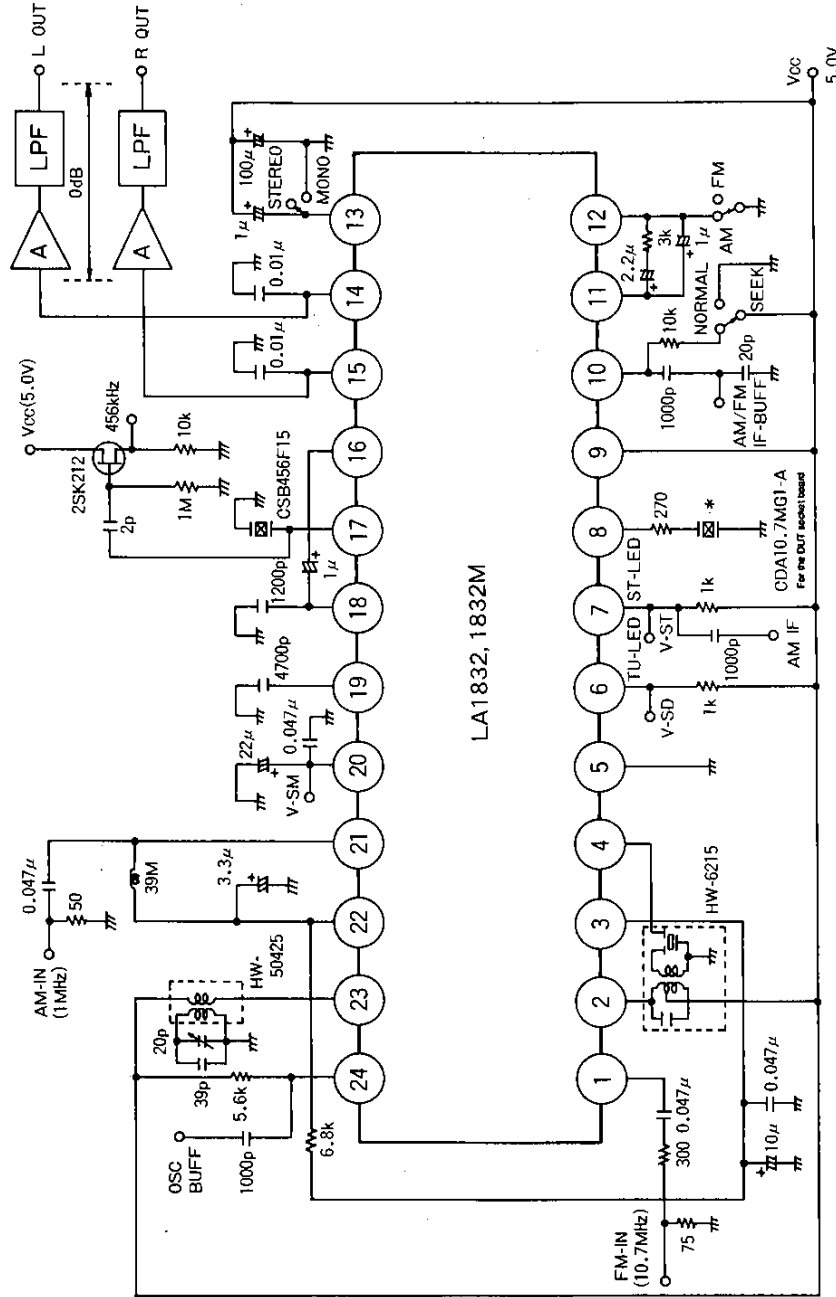 L OUT
R OUT
LPF
LPF
0dB
A
A
Vcc(5.0V)
2SK212
456kHz
10k
1M
2p
CSB456F15
0.01μ
0.01μ
1μ
+
100μ
+
STEREO
MONO
1200p
1μ
+
4700p
22μ
+
0.047μ
V-SM
AM-IN
(1MHz)
0.047μ
50
39M
3.3μ
+
HW-
50425
20p
39p
5.6k
OSC
BUFF
1000p
6.8k
24
23
22
21
20
19
18
17
16
15
14
13
LA1832, 1832M
1
2
3
4
5
6
7
8
9
10
11
12
FM-IN
(10.7MHz)
75
300
0.047μ
10μ
+
0.047μ
HW-6215
V-SD
1k
TU-LED
ST-LED
V-ST
1k
1000p
AM IF
270
*
CDA10.7MG1-A
For the DUT socket board
1000p
20p
AM/FM
IF-BUFF
10k
NORMAL
SEEK
2.2μ
+
3k
1μ
+
FM
AM
Vcc
5.0V